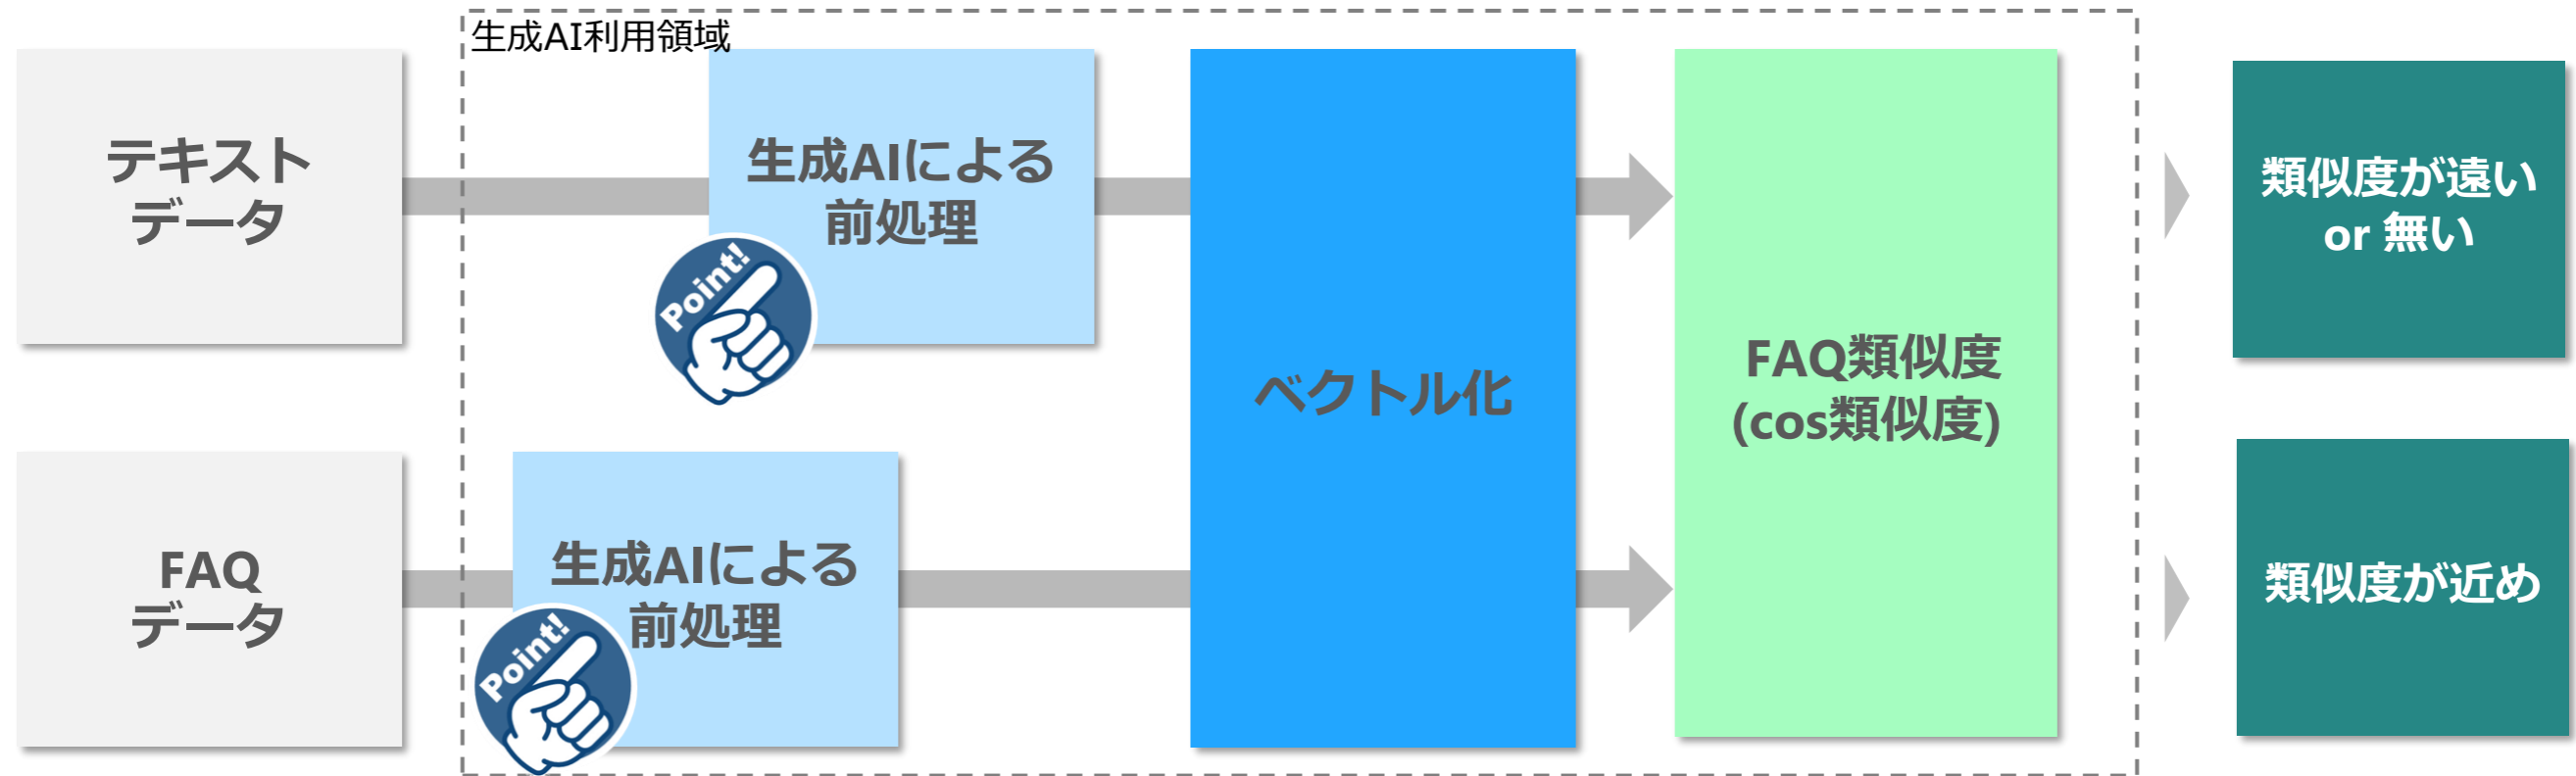 生成AI利用領域
テキスト
データ
生成AIによる
前処理
Point!
ベクトル化
FAQ類似度
(cos類似度)
類似度が遠い
or 無い
FAQ
データ
生成AIによる
前処理
Point!
類似度が近め